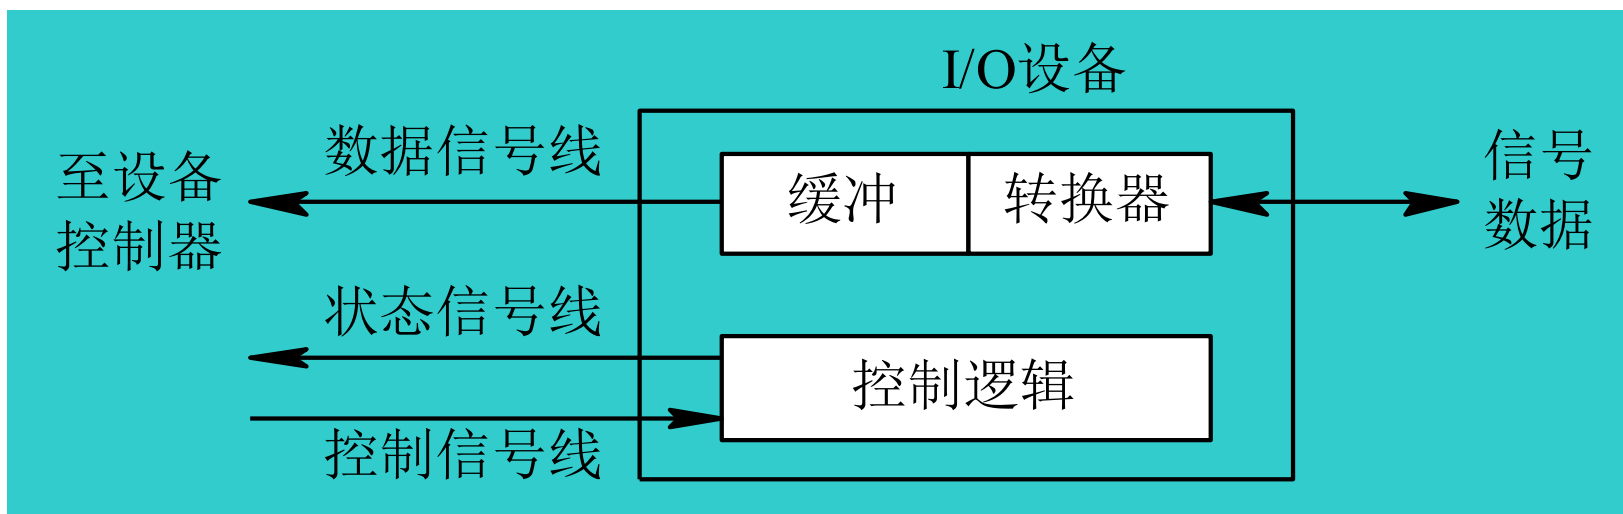 I/O设备
数据信号线
至设备
控制器
缓冲
转换器
信号
数据
状态信号线
控制逻辑
控制信号线